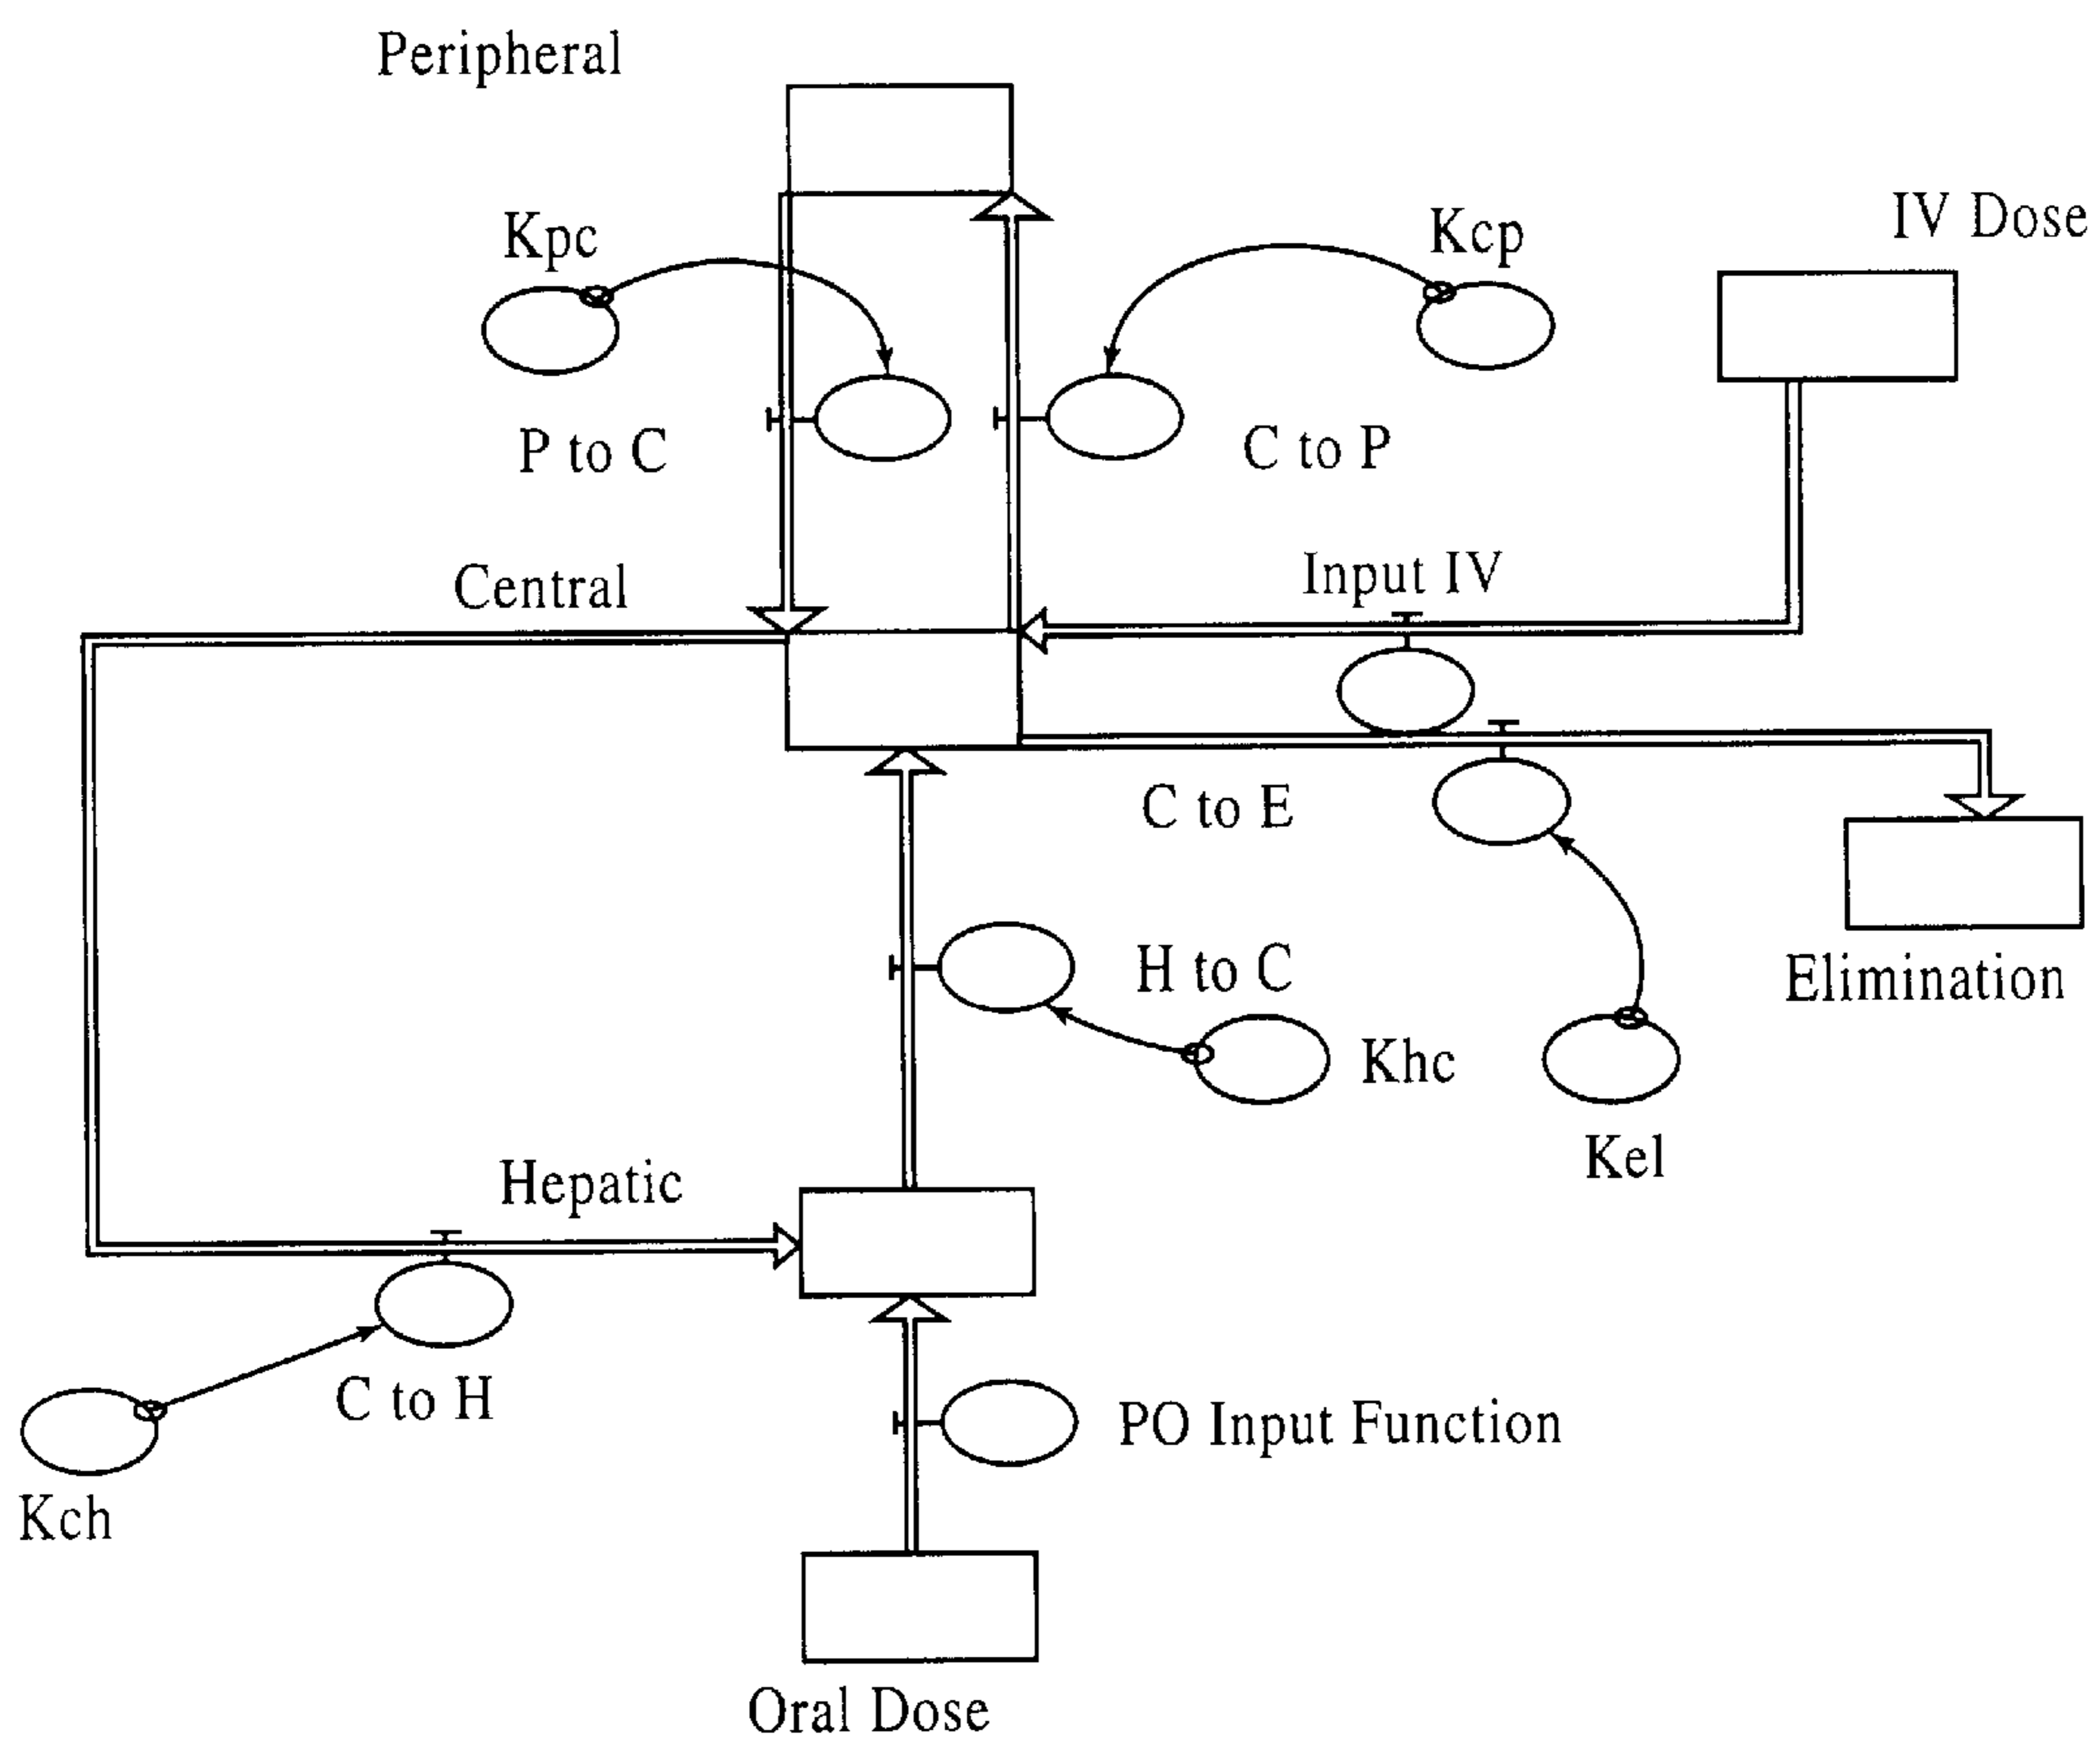 Peripheral
IV Dose
Kpc
Kcp
P to C
C to P
Central
Input IV
C to E
H to C
Elimination
Khc
Kel
Hepatic
C to H
PO Input Function
Kch
Oral Dose